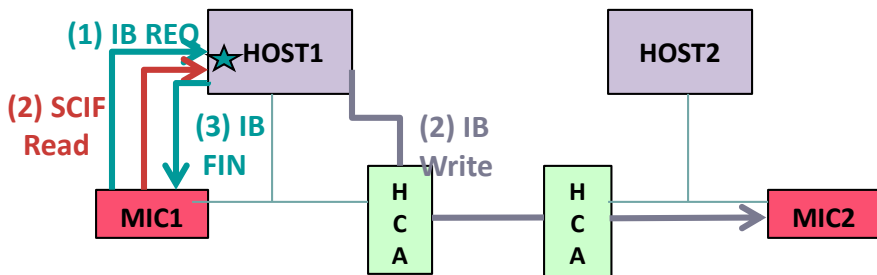 (1) IB REQ
HOST1
HOST2
(2) SCIF
Read
(3) IB
FIN
(2) IB
Write
MIC1
H
C
A
H
C
A
MIC2